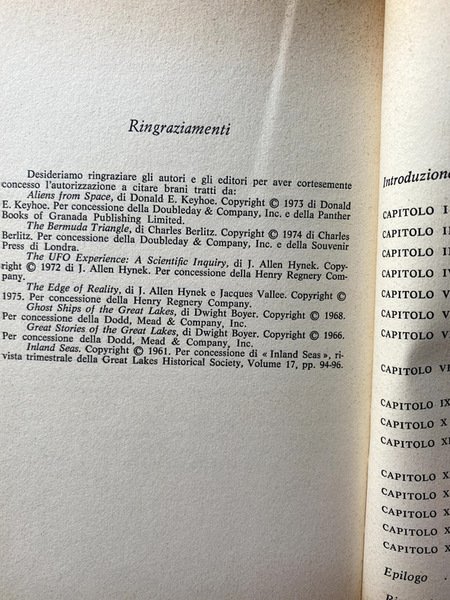 Ringraziamenti
Desideriamo ringraziare gli autori e gli editori per aver cortesemente
concesso l'autorizzazione a citare brani tratti da:
Aliens from Space, di Donald E. Keyhoe. Copyright © 1973 di Donald
E. Keyhoe. Per concessione della Doubleday & Company, Inc. e della Panther
Books of Granada Publishing Limited.
The Bermuda Triangle, di Charles Berlitz. Copyright © 1974 di Charles
Berlitz. Per concessione della Doubleday & Company, Inc. e della Souvenir
Press di Londra.
The UFO Experience: A Scientific Inquiry, di J. Allen Hynek. Copy-
right © 1972 di J. Allen Hynek. Per concessione della Henry Regnery Com-
pany.
The Edge of Reality, di J. Allen Hynek e Jacques Vallee. Copyright ©
1975. Per concessione della Henry Regnery Company.
Ghost Ships of the Great Lakes, di Dwight Boyer. Copyright © 1968.
Per concessione della Dodd, Mead & Company, Inc.
Great Stories of the Great Lakes, di Dwight Boyer. Copyright © 1966.
Per concessione della Dodd, Mead & Company, Inc.
Inland Seas. Copyright © 1961. Per concessione di « Inland Seas », ri-
vista trimestrale della Great Lakes Historical Society, Volume 17, pp. 94-96.
Introduzione
CAPITOLO I
CAPITOLO II
CAPITOLO
CAPITOLO
CAPITOLO V
CAPITOLO V
CAPITOLO V
CAPITOLO
CAPITOLO IX
CAPITOLO X
CAPITOLO
CAPITOLO X
CAPITOLO X
CAPITOLO X
CAPITOLO X
CAPITOLO X
Epilogo